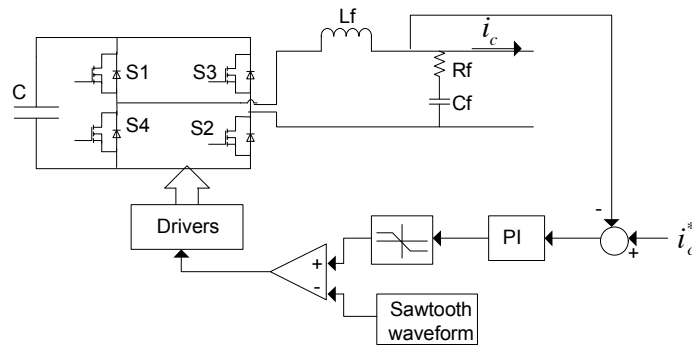 Lf
i_c
C
S1
S3
Rf
Cf
S4
S2
-
Drivers
PI
+
i_c^*
+
-
Sawtooth
waveform